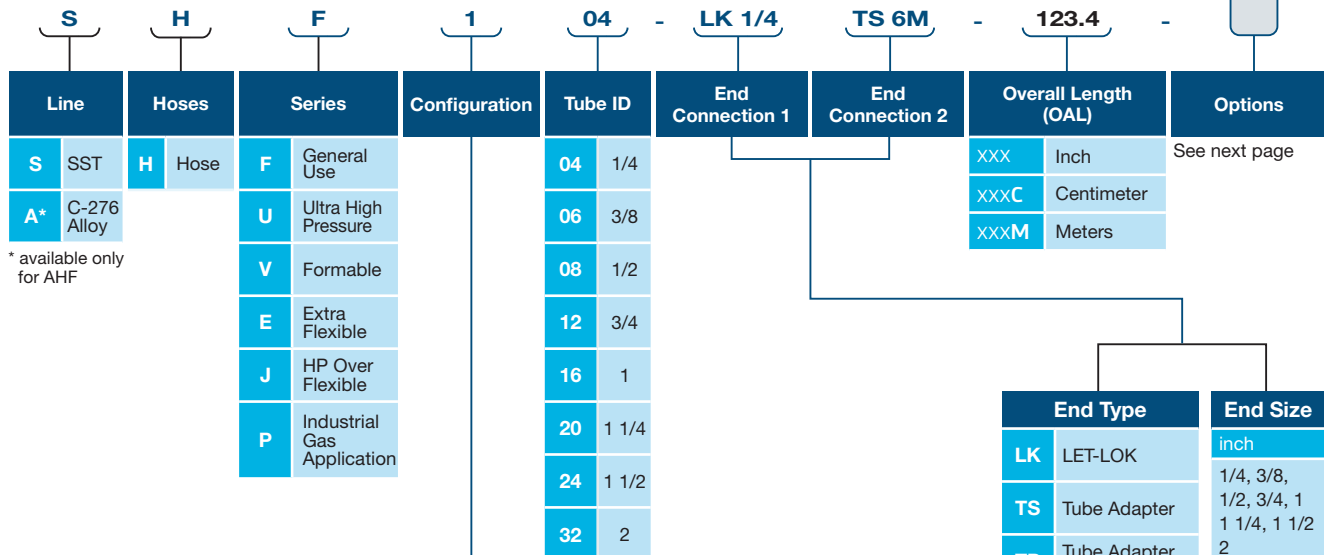 S H F 1 04 - LK 1/4 TS 6M - 123.4 -
Line
Hoses
Series
Configuration
Tube ID
End
Connection 1
End
Connection 2
Overall Length
(OAL)
Options
S SST
A* C-276
Alloy
* available only
for AHF
H Hose
F General
Use
U Ultra High
Pressure
V Formable
E Extra
Flexible
J HP Over
Flexible
P Industrial
Gas
Application
04 1/4
06 3/8
08 1/2
12 3/4
16 1
20 1 1/4
24 1 1/2
32 2
XXX Inch
XXXC Centimeter
XXXM Meters
See next page
End Type
LK LET-LOK
TS Tube Adapter
Tube Adapter
End Size
inch
1/4, 3/8,
1/2, 3/4, 1
1 1/4, 1 1/2
2